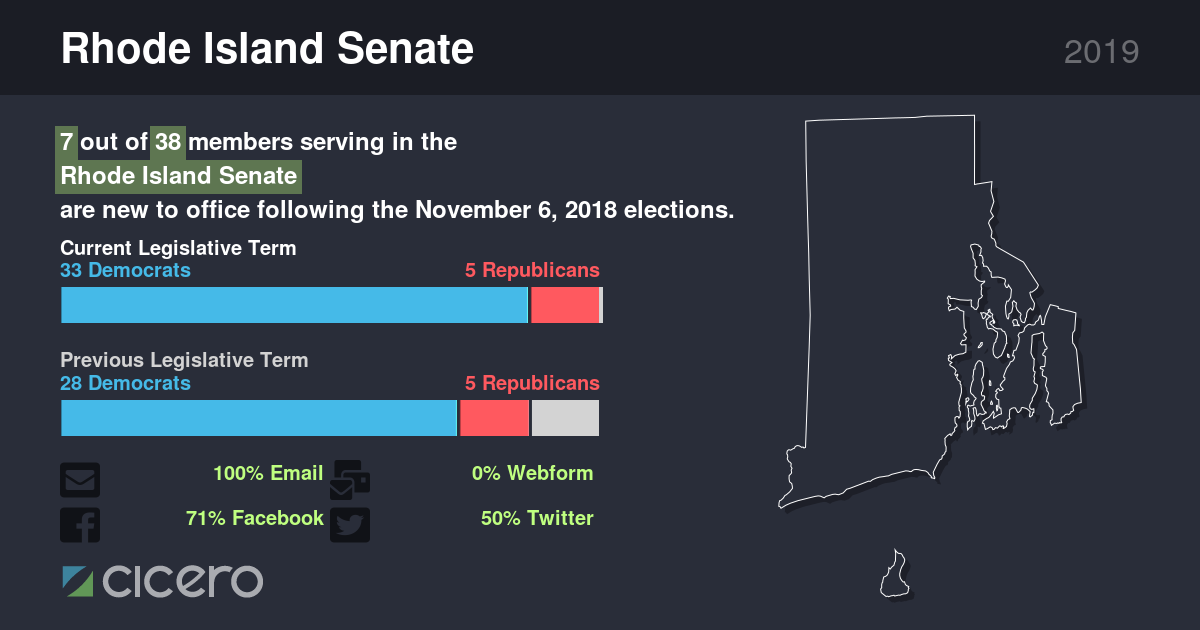 Rhode Island Senate
2019
7 out of 38 members serving in the
Rhode Island Senate
are new to office following the November 6, 2018 elections.
Current Legislative Term
33 Democrats
5 Republicans
Previous Legislative Term
28 Democrats
5 Republicans
100% Email
0% Webform
71% Facebook
50% Twitter
cicero